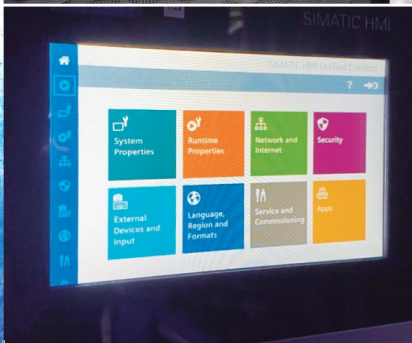 SIMATIC HMI
SIMATIC HMI Unified Comfort
?
System
Properties
Runtime
Properties
Network and
Internet
Security
External
Devices and
Input
Language,
Region and
Formats
Service and
Commissioning
Apps